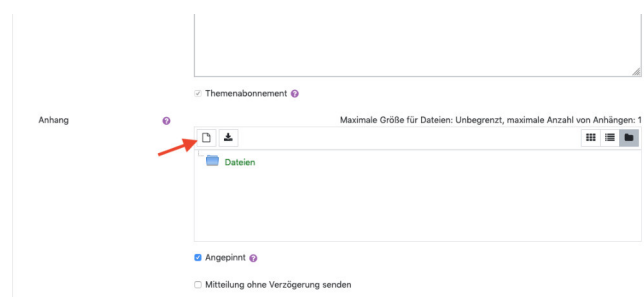 Themenabonnement
Anhang
Maximale Größe für Dateien: Unbegrenzt, maximale Anzahl von Anhängen: 1
Dateien
Angepinnt
Mitteilung ohne Verzögerung senden